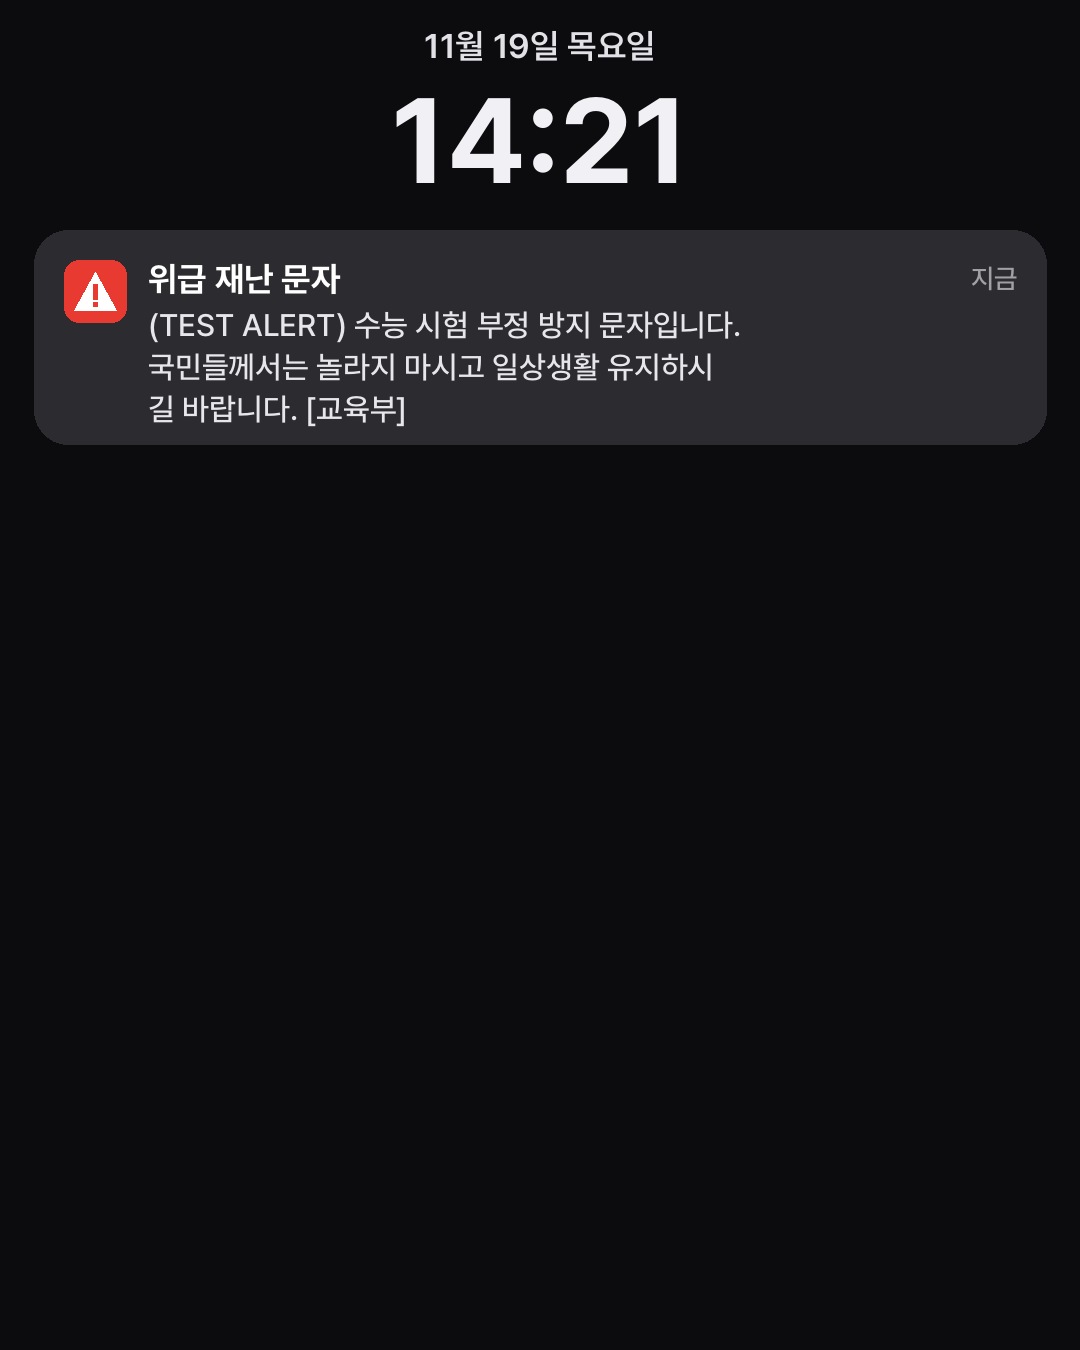 11월 19일 목요일
14:21
위급 재난 문자
지금
(TEST ALERT) 수능 시험 부정 방지 문자입니다.
국민들께서는 놀라지 마시고 일상생활 유지하시
길 바랍니다. [교육부]